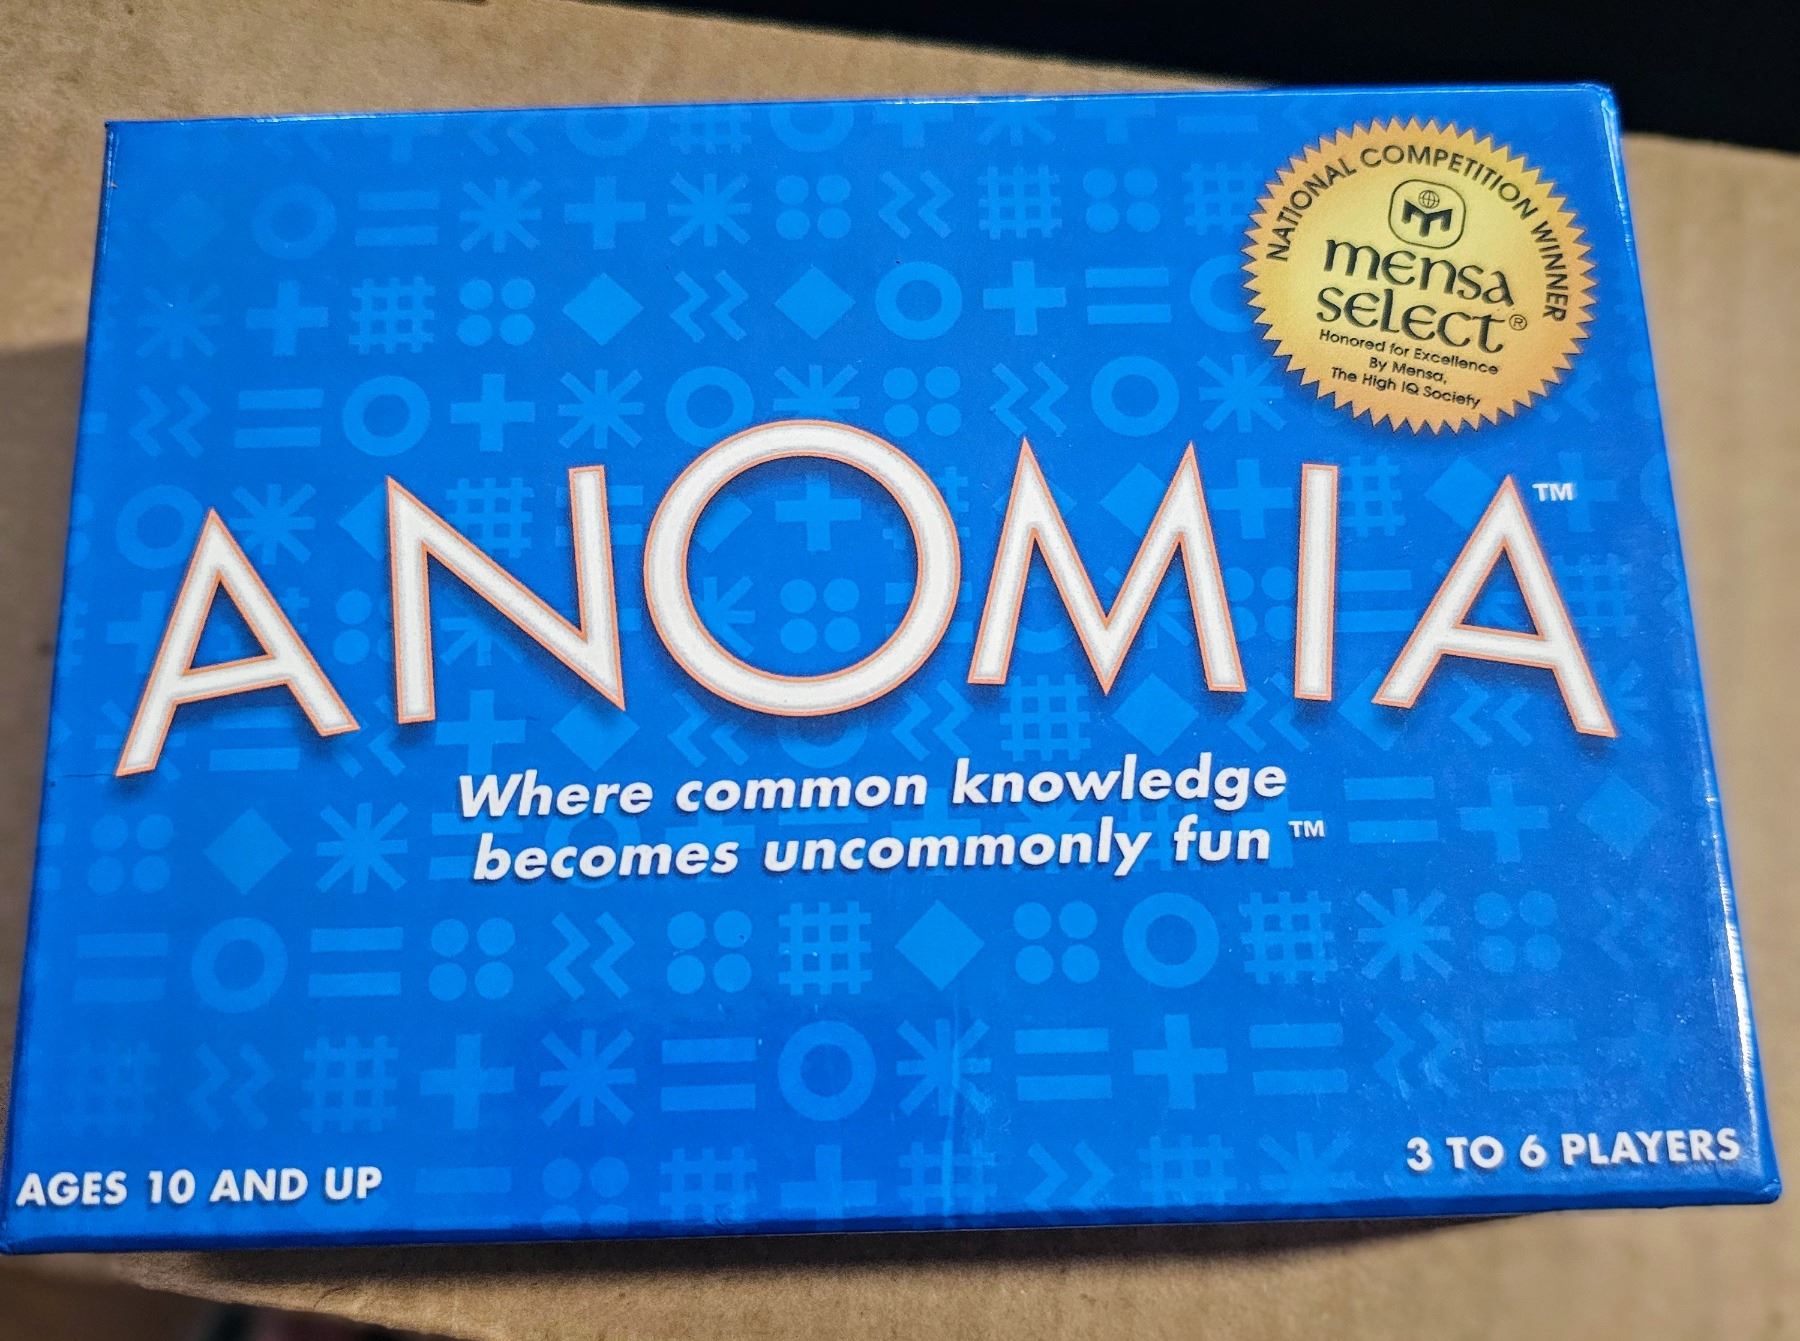 NATIONAL COMPETITION WINNER
mensa
SELECT®
Honored for Excellence
By Mensa,
The High IQ Society
ANOMIA™
Where common knowledge
becomes uncommonly fun™
AGES 10 AND UP
3 TO 6 PLAYERS